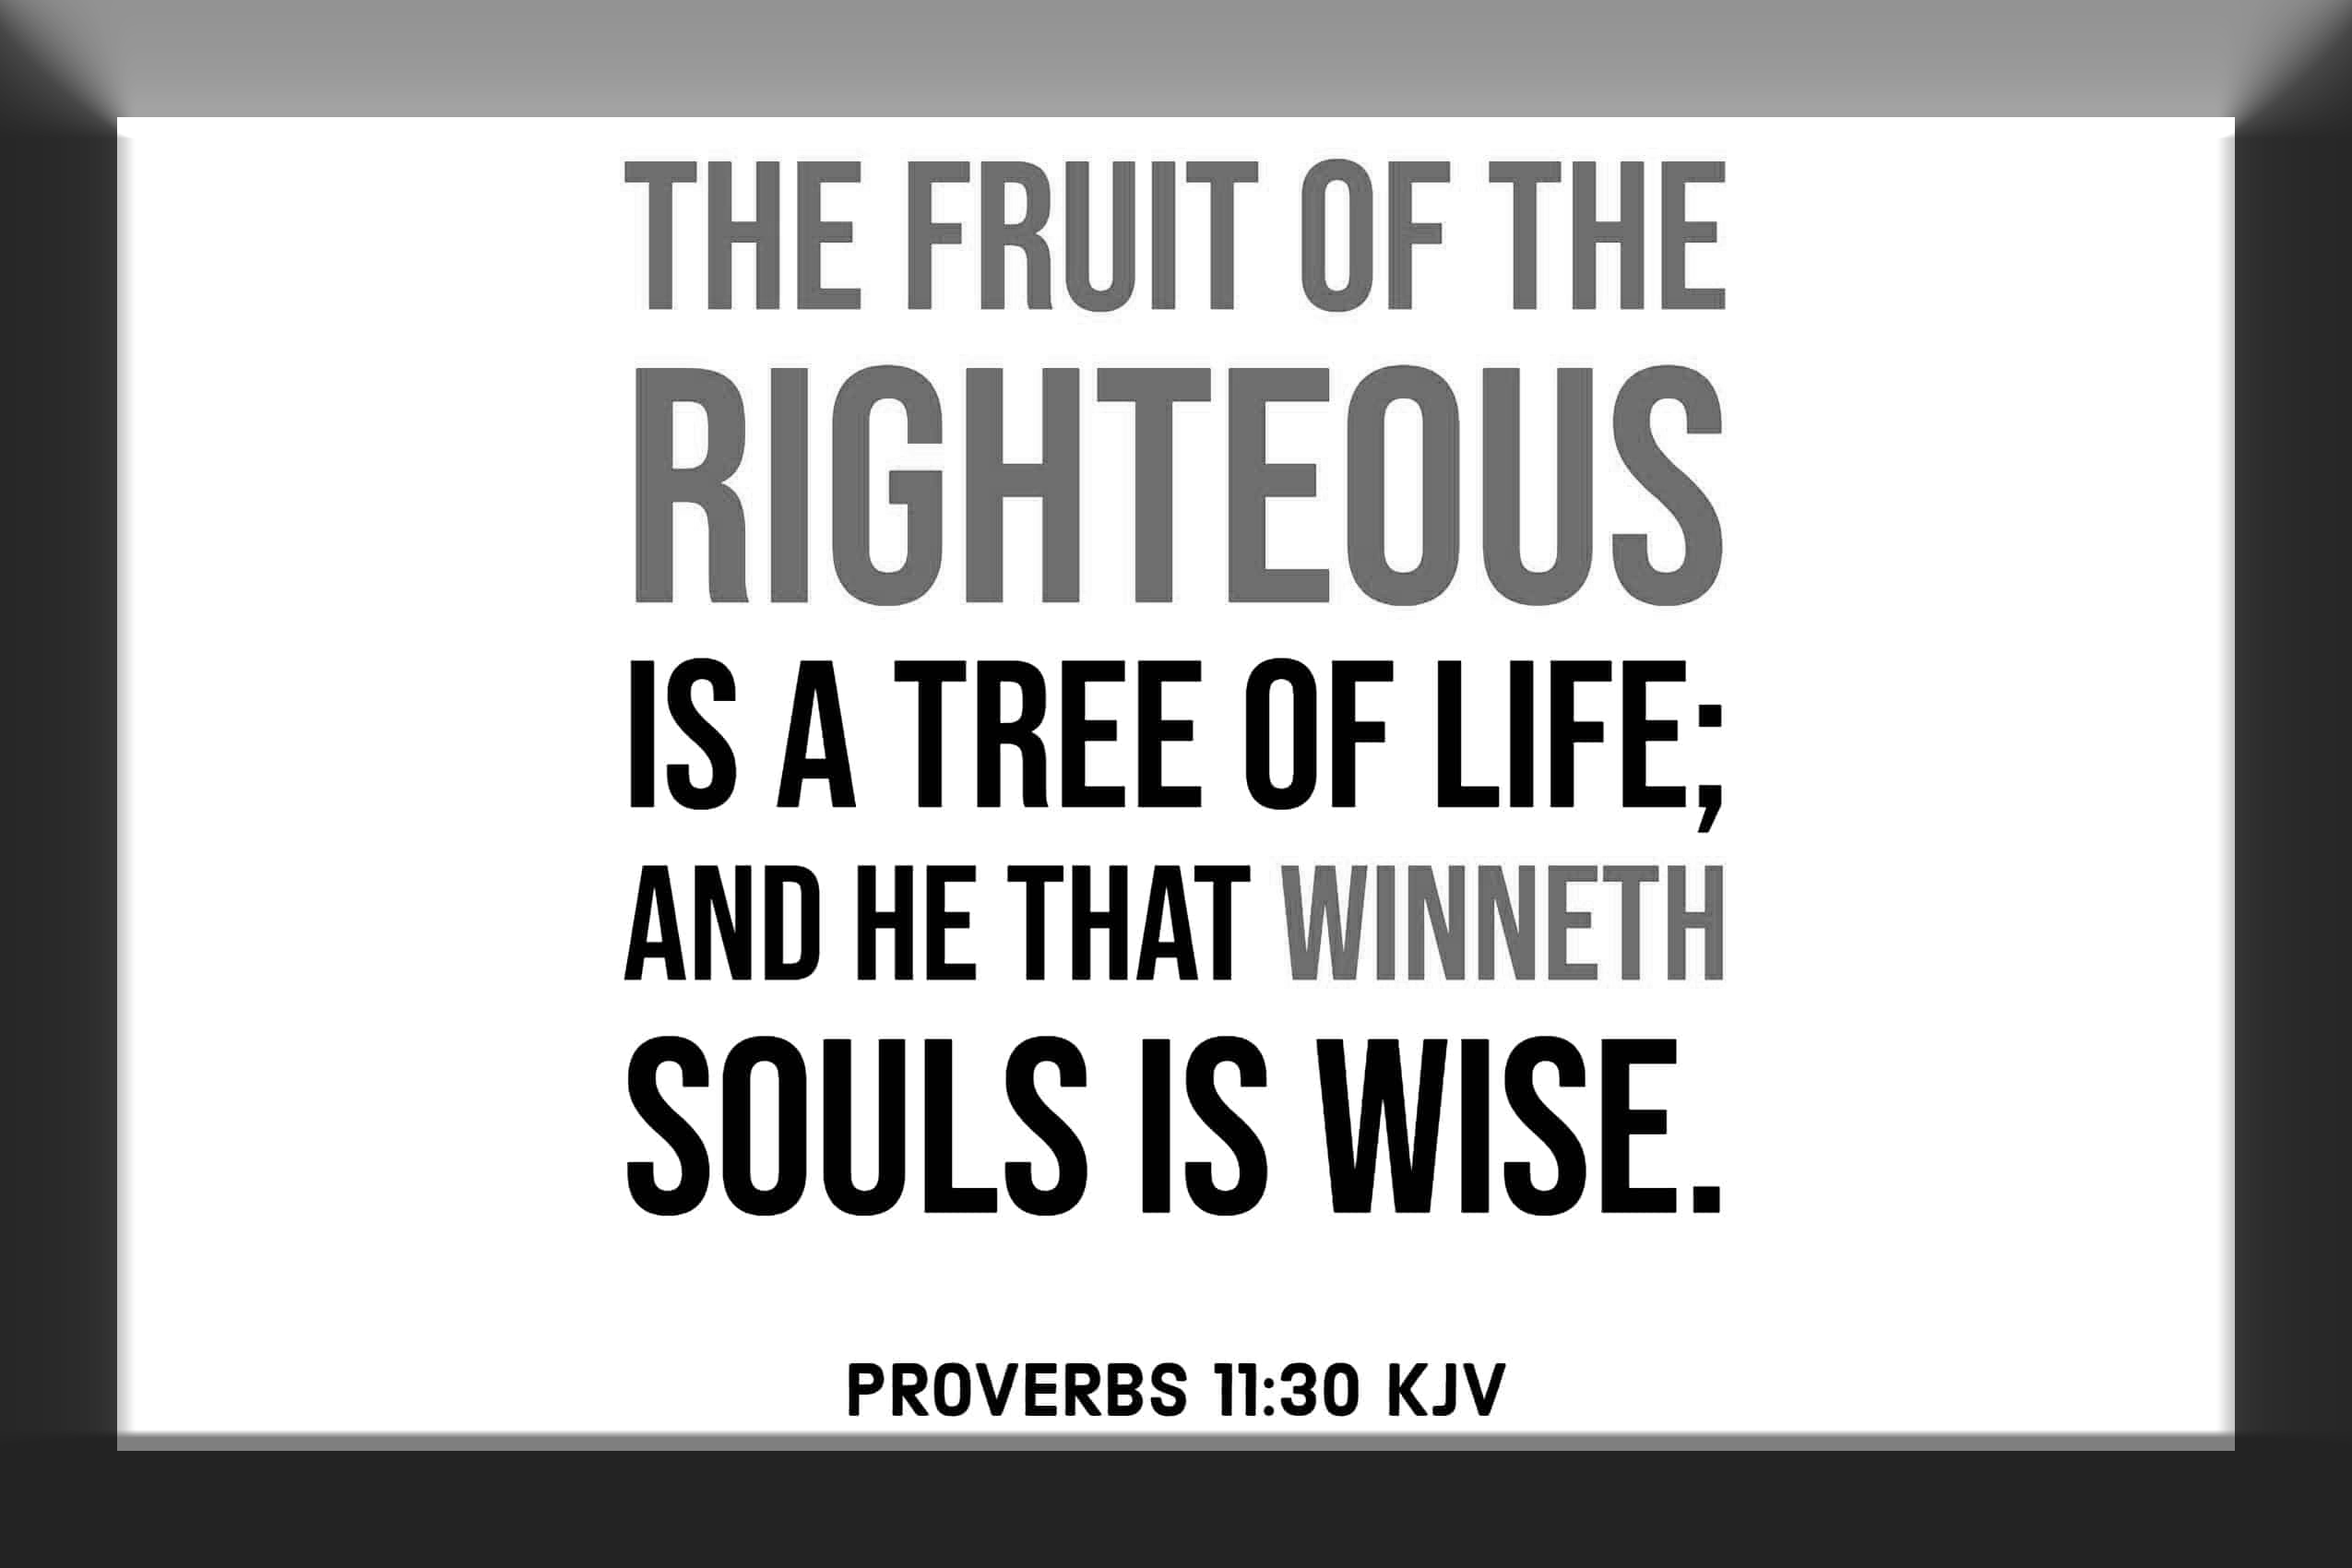 THE FRUIT OF THE
RIGHTEOUS
IS A TREE OF LIFE;
AND HE THAT WINNETH
SOULS IS WISE.
PROVERBS 11:30 KJV